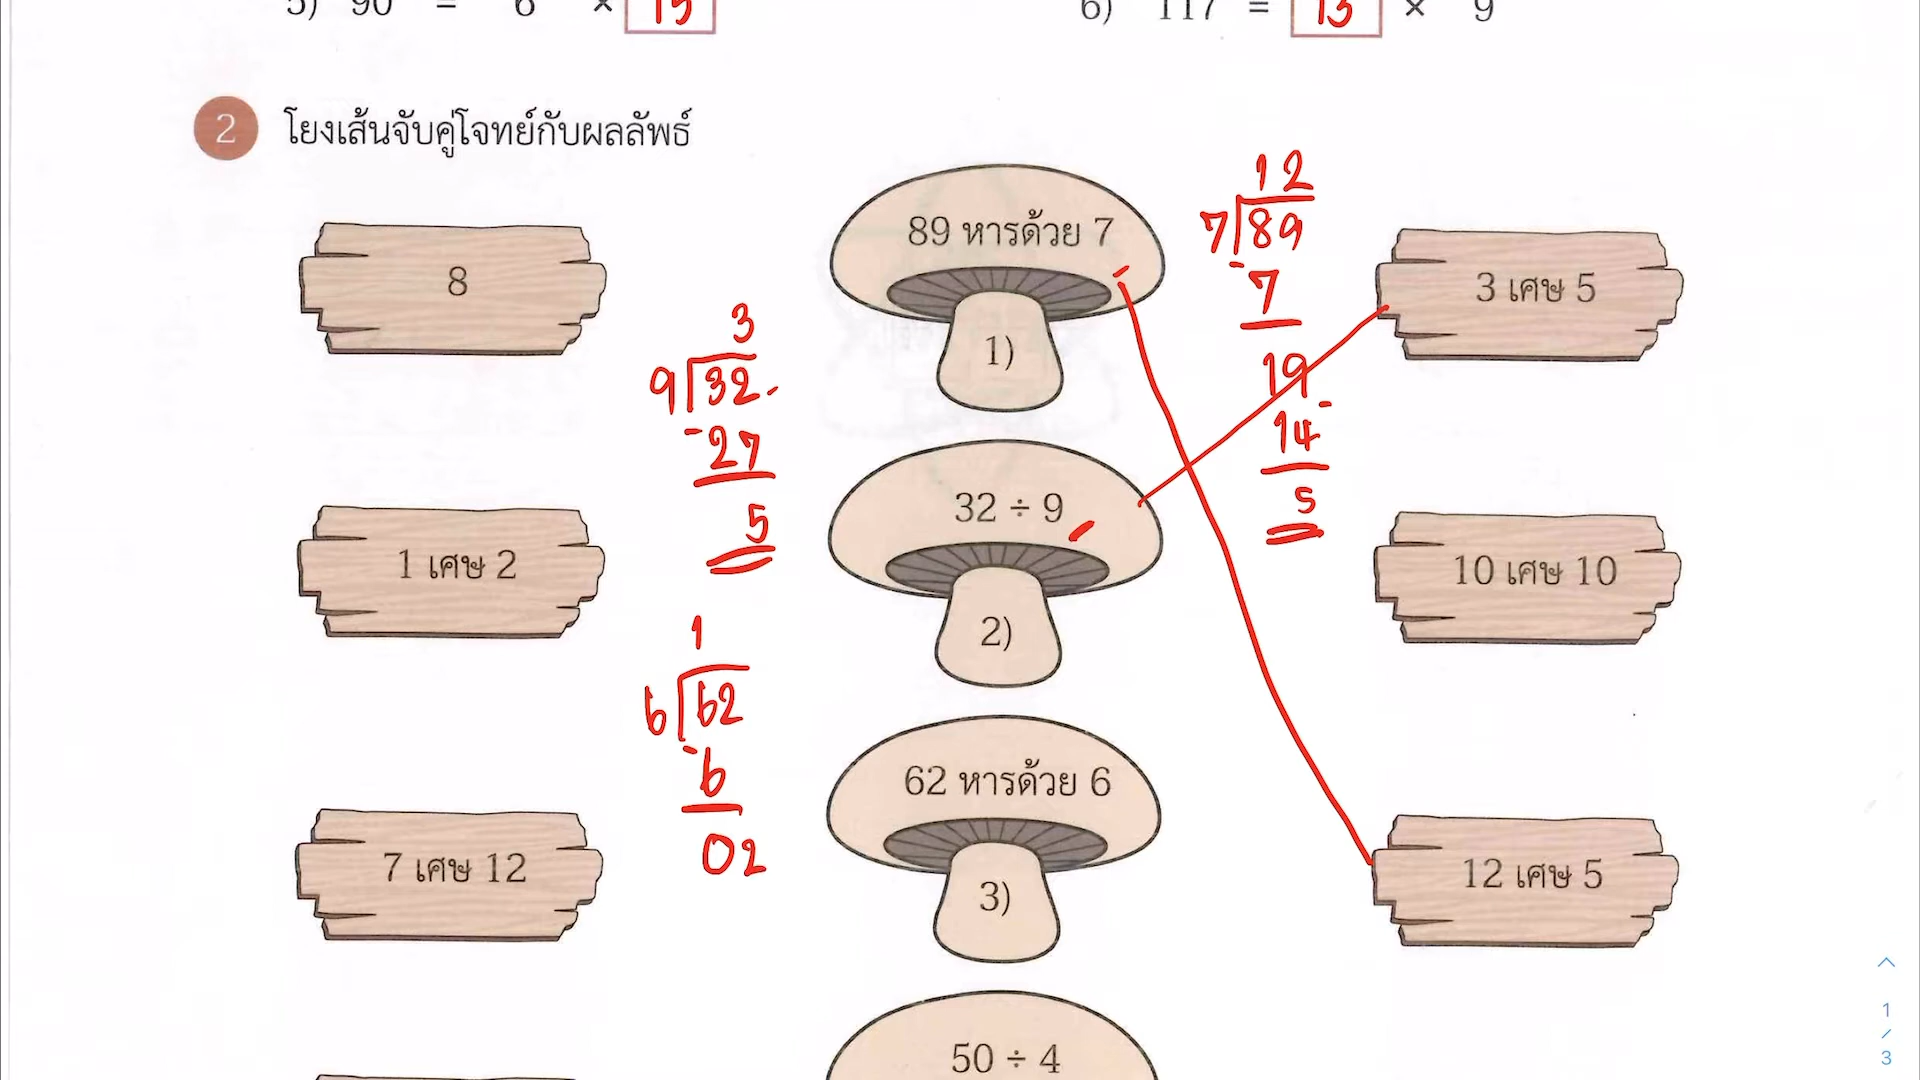 5) 90 = 6 × 15
6) 117 = 13 × 9
2 โยงเส้นจับคู่โจทย์กับผลลัพธ์
8
89 หารด้วย 7
1)
12
7 89
- 7
19
- 14
5
3 เศษ 5
3
9 32
- 27
5
1 เศษ 2
32 ÷ 9
2)
10 เศษ 10
1
6 62
- 6
02
7 เศษ 12
62 หารด้วย 6
3)
12 เศษ 5
50 ÷ 4
1
/
3